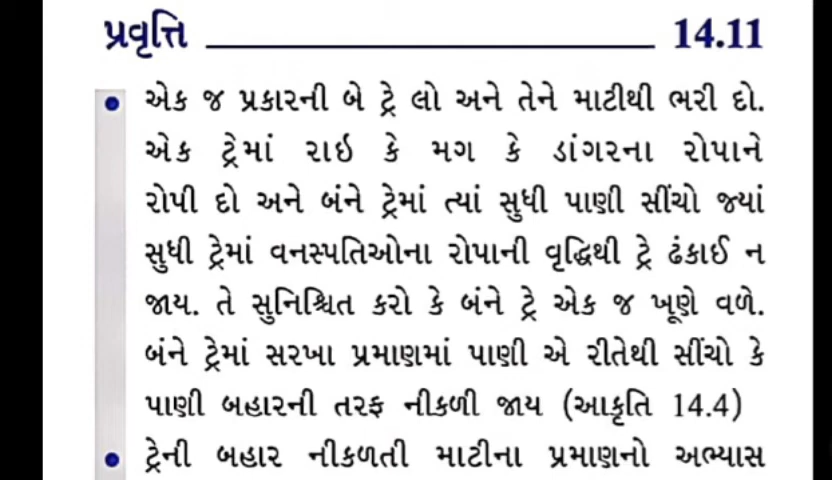 પ્રવૃત્તિ ____________________ 14.11
• એક જ પ્રકારની બે ટ્રે લો અને તેને માટીથી ભરી દો.
એક ટ્રેમાં રાઇ કે મગ કે ડાંગરના રોપાને
રોપી દો અને બંને ટ્રેમાં ત્યાં સુધી પાણી સીંચો જ્યાં
સુધી ટ્રેમાં વનસ્પતિઓના રોપાની વૃદ્ધિથી ટ્રે ઢંકાઈ ન
જાય. તે સુનિશ્ચિત કરો કે બંને ટ્રે એક જ ખૂણે વળે.
બંને ટ્રેમાં સરખા પ્રમાણમાં પાણી એ રીતેથી સીંચો કે
પાણી બહારની તરફ નીકળી જાય (આકૃતિ 14.4)
• ટ્રેની બહાર નીકળતી માટીના પ્રમાણનો અભ્યાસ